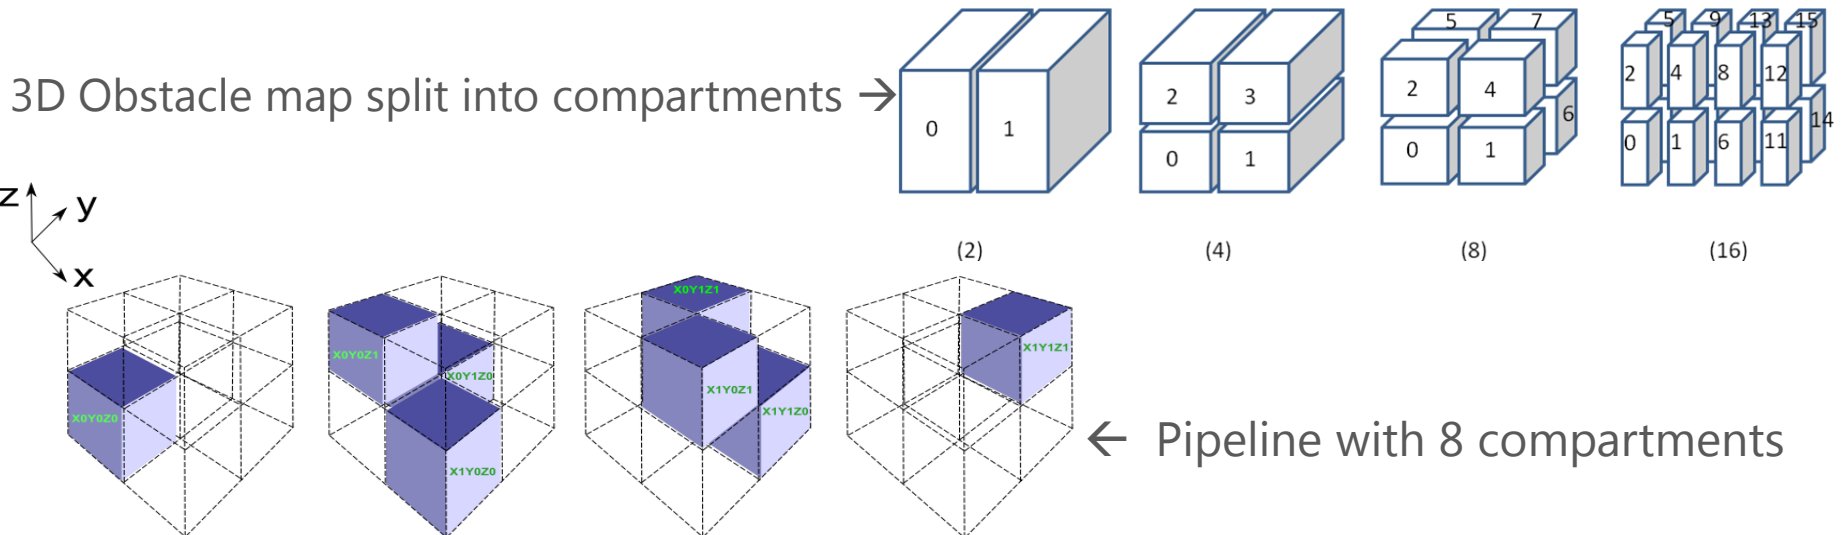 3D Obstacle map split into compartments →
0 1
(2)
2 3
0 1
(4)
5 7
2 4
6
0 1
(8)
5 9 13 15
2 4 8 12
14
0 1 6 11
(16)
z
y
x
X0Y0Z0
X0Y0Z1
X0Y1Z0
X1Y0Z0
X0Y1Z1
X1Y0Z1
X1Y1Z0
X1Y1Z1
← Pipeline with 8 compartments